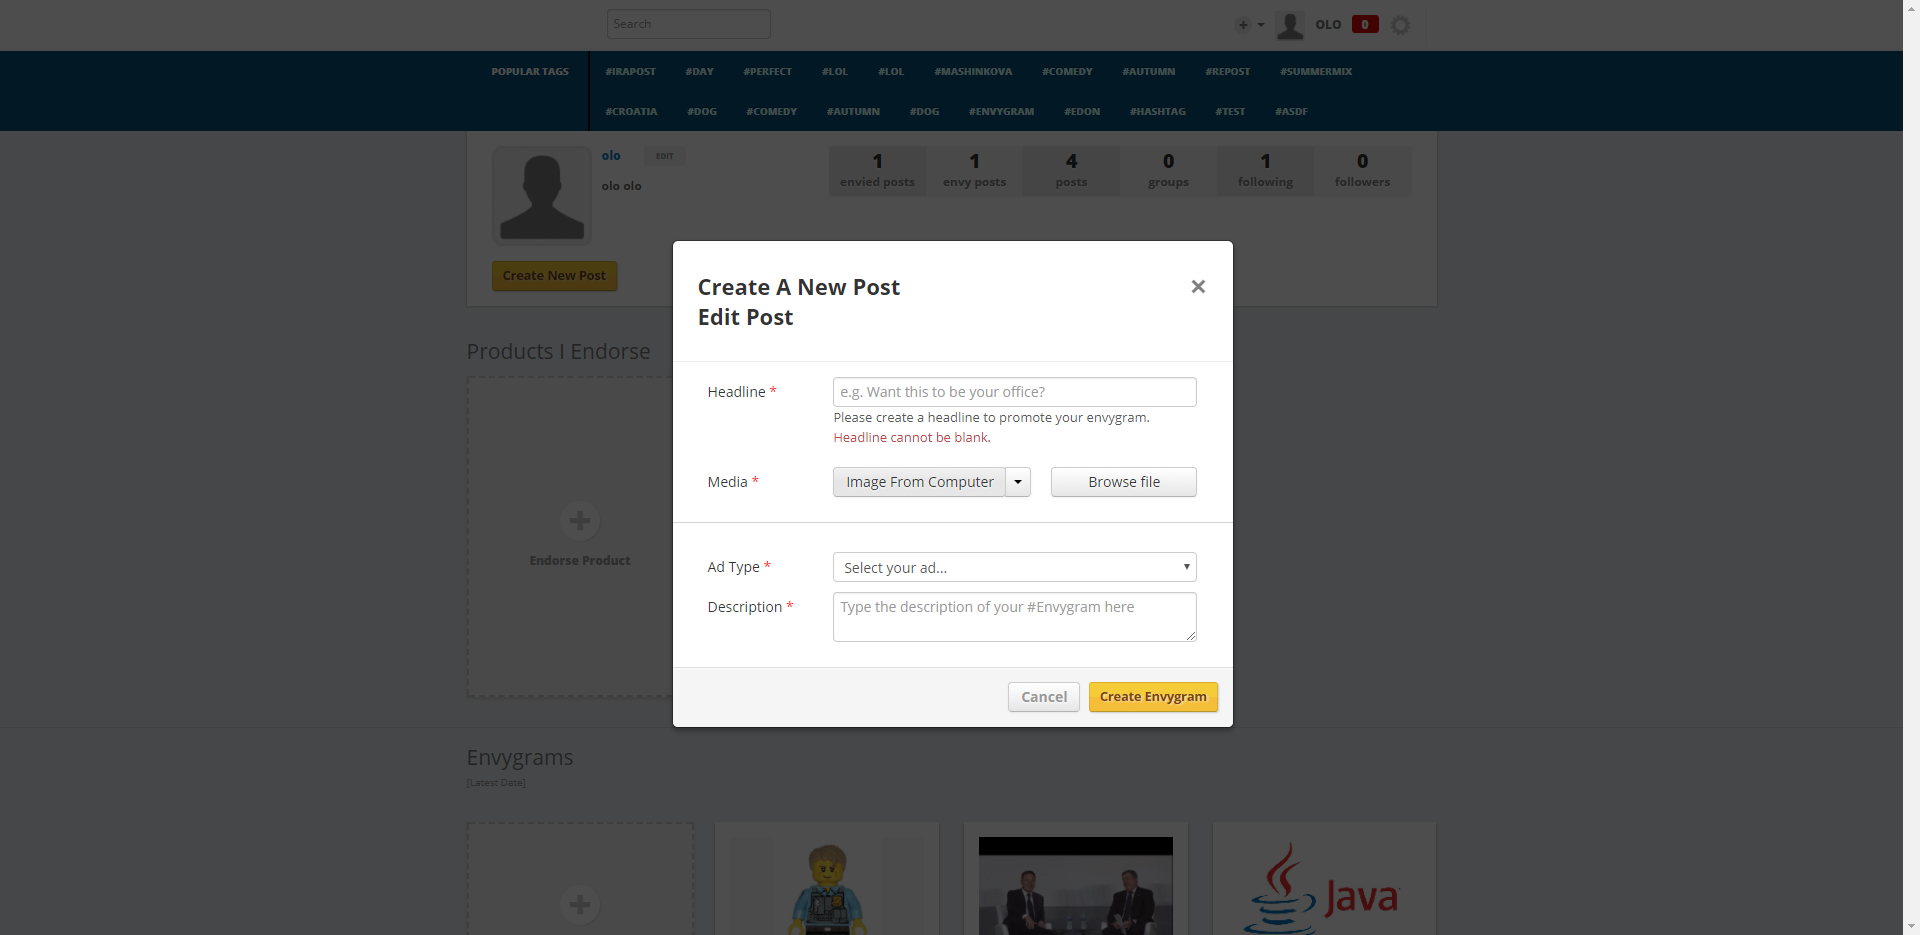 Search
OLO 0
POPULAR TAGS #IRAPOST #DAY #PERFECT #LOL #LOL #MASHINKOVA #COMEDY #AUTUMN #REPOST #SUMMERMIX
#CROATIA #DOG #COMEDY #AUTUMN #DOG #ENVYGRAM #EDON #HASHTAG #TEST #ASDF
olo EDIT
olo olo
1 1 4 0 1 0
envied posts envy posts posts groups following followers
Create New Post
Create A New Post
Edit Post
Products I Endorse
Headline *
e.g. Want this to be your office?
Please create a headline to promote your envygram.
Headline cannot be blank.
Media *
Image From Computer
Browse file
Endorse Product
Ad Type *
Select your ad...
Description *
Type the description of your #Envygram here
Cancel
Create Envygram
Envygrams
[Latest Date]
Java